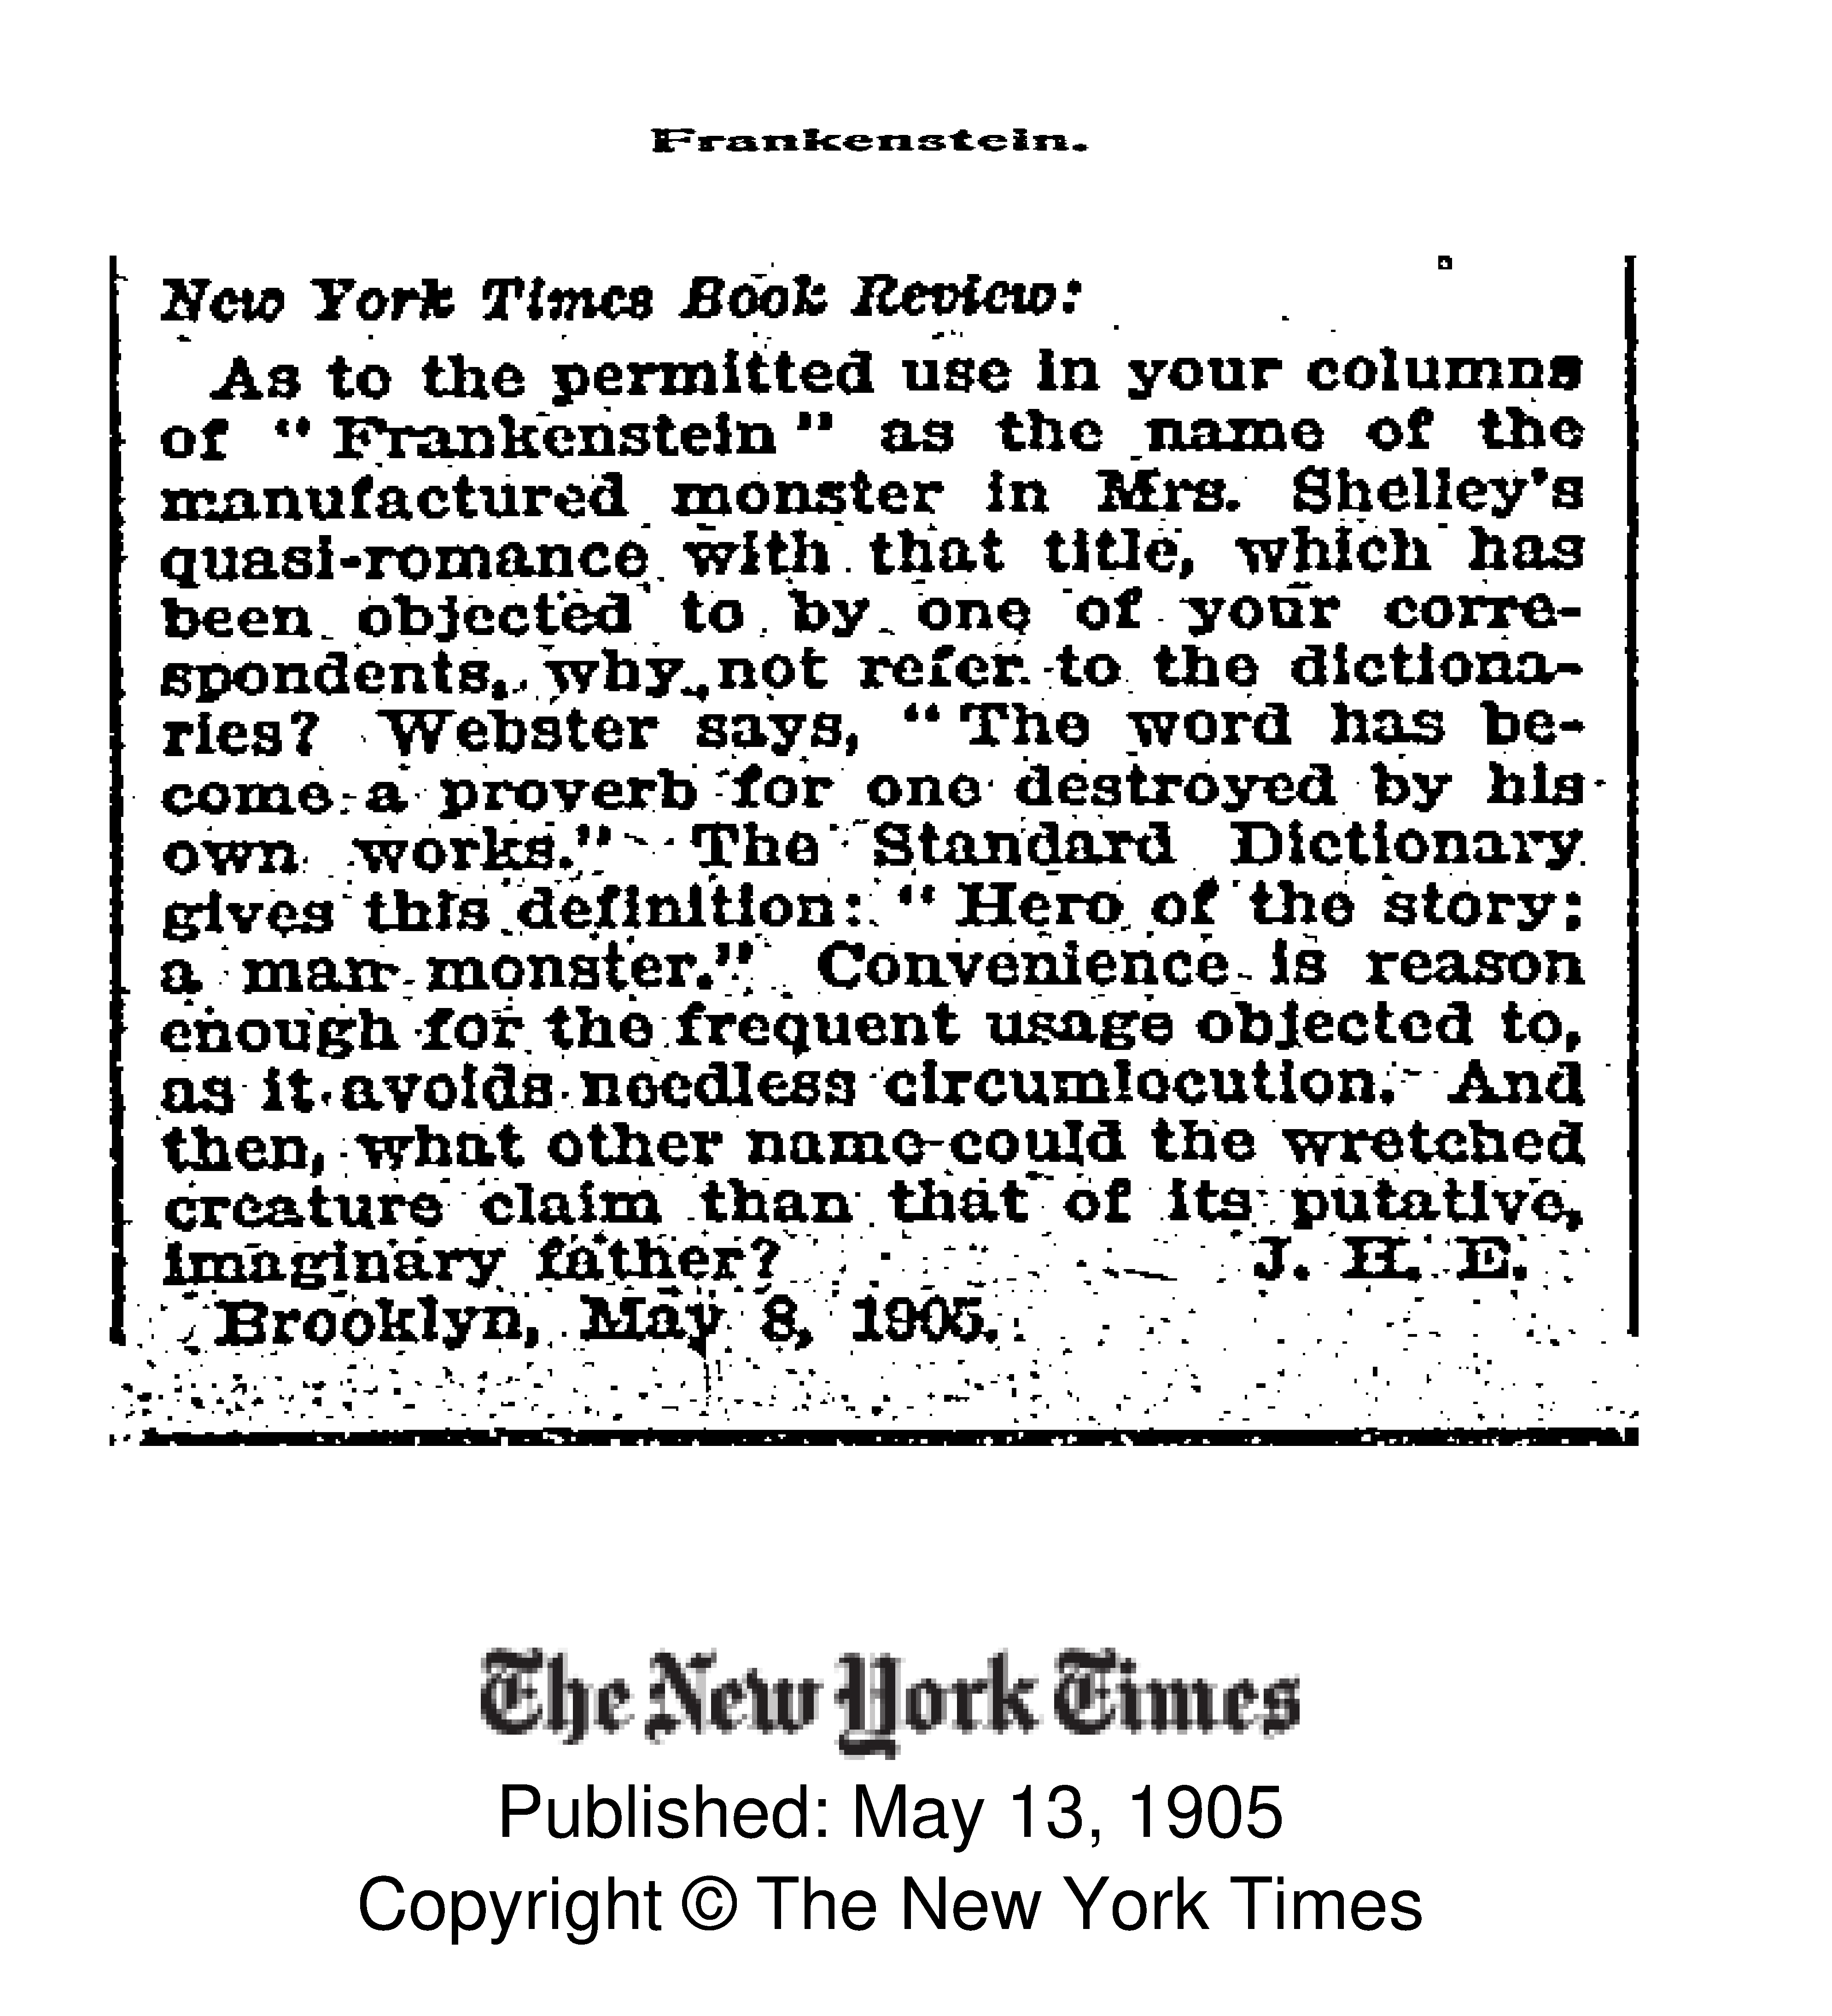 Frankenstein.
New York Times Book Review:
As to the permitted use in your columns
of "Frankenstein" as the name of the
manufactured monster in Mrs. Shelley's
quasi-romance with that title, which has
been objected to by one of your corre-
spondents, why not refer to the dictiona-
ries? Webster says, "The word has be-
come a proverb for one destroyed by his
own works." The Standard Dictionary
gives this definition: "Hero of the story;
a man monster." Convenience is reason
enough for the frequent usage objected to,
as it avoids needless circumlocution. And
then, what other name could the wretched
creature claim than that of its putative,
imaginary father? J. H. E.
Brooklyn, May 8, 1905.
The New York Times
Published: May 13, 1905
Copyright © The New York Times